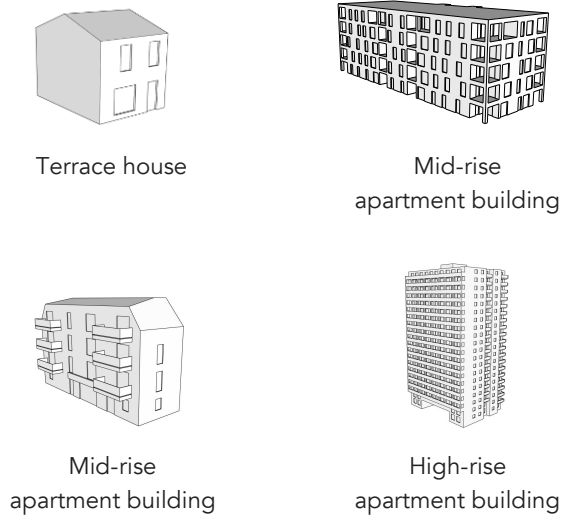 Terrace house
Mid-rise
apartment building
Mid-rise
apartment building
High-rise
apartment building